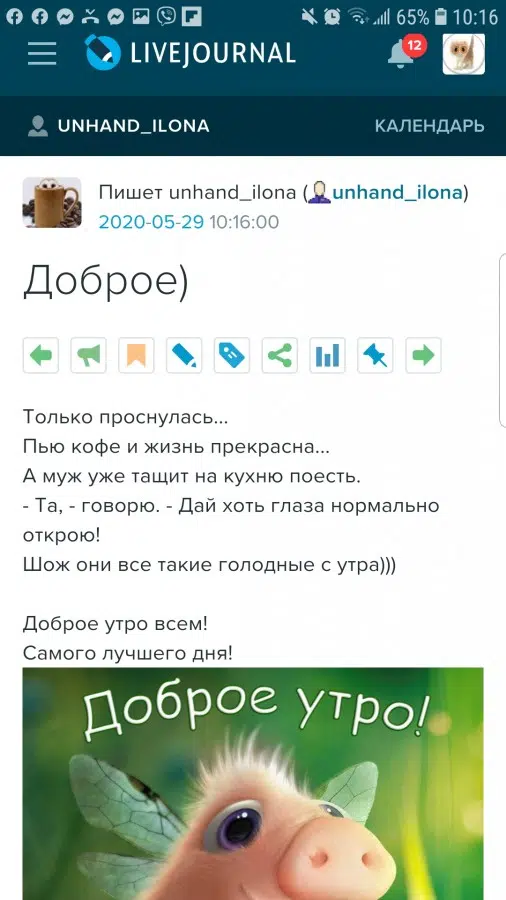 65% 10:16
LIVEJOURNAL
12
UNHAND_ILONA
КАЛЕНДАРЬ
Пишет unhand_ilona (unhand_ilona)
2020-05-29 10:16:00
Доброе)
Только проснулась...
Пью кофе и жизнь прекрасна...
А муж уже тащит на кухню поесть.
- Та, - говорю. - Дай хоть глаза нормально
открою!
Шож они все такие голодные с утра)))
Доброе утро всем!
Самого лучшего дня!
Доброе утро!